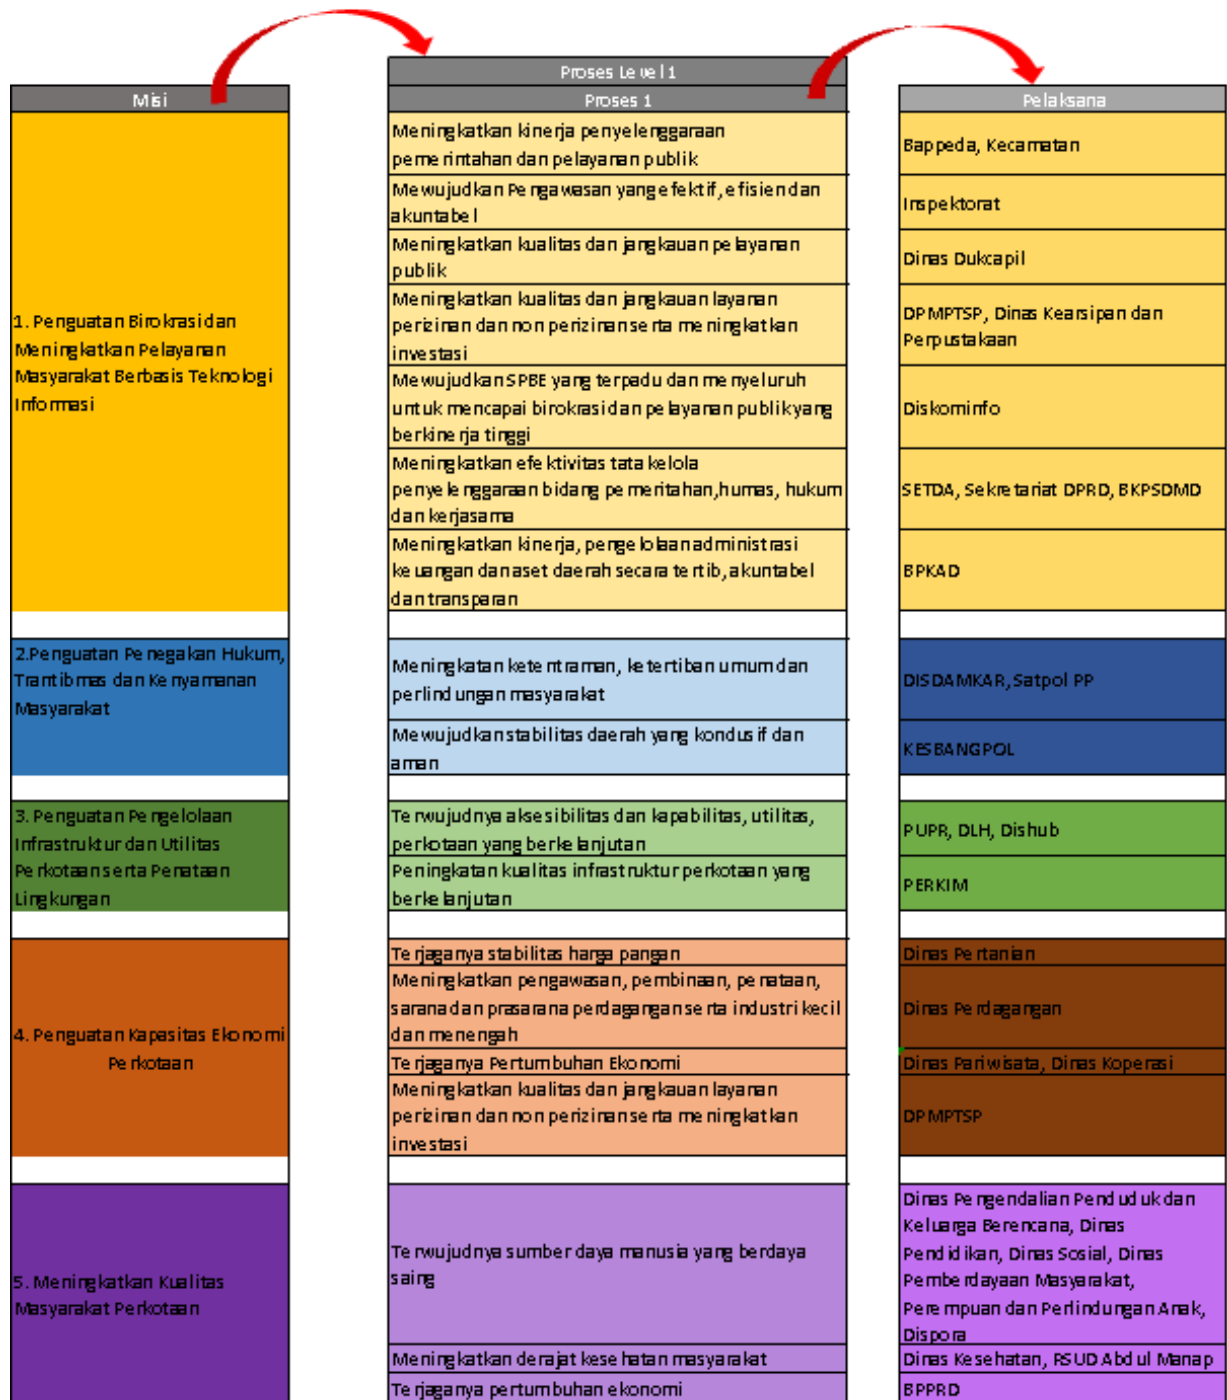 Proses Level 1
Misi
Proses 1
Pelaksana
1. Penguatan Birokrasi dan
Meningkatkan Pelayanan
Masyarakat Berbasis Teknologi
Informasi
Meningkatkan kinerja penyelenggaraan
pemerintahan dan pelayanan publik
Bappeda, Kecamatan
Mewujudkan Pengawasan yang efektif, efisien dan
akuntabel
Inspektorat
Meningkatkan kualitas dan jangkauan pelayanan
publik
Dinas Dukcapil
Meningkatkan kualitas dan jangkauan layanan
perizinan dan non perizinan serta meningkatkan
investasi
DPMPTSP, Dinas Kearsipan dan
Perpustakaan
Mewujudkan SPBE yang terpadu dan menyeluruh
untuk mencapai birokrasi dan pelayanan publik yang
berkinerja tinggi
Diskominfo
Meningkatkan efektivitas tata kelola
penyelenggaraan bidang pemeritahan,humas, hukum
dan kerjasama
SETDA, Sekretariat DPRD, BKPSDMD
Meningkatkan kinerja, pengelolaan administrasi
keuangan dan aset daerah secara tertib, akuntabel
dan transparan
BPKAD
2.Penguatan Penegakan Hukum,
Trantibmas dan Kenyamanan
Masyarakat
Meningkatan ketentraman, ketertiban umum dan
perlindungan masyarakat
DISDAMKAR, Satpol PP
Mewujudkan stabilitas daerah yang kondusif dan
aman
KESBANGPOL
3. Penguatan Pengelolaan
Infrastruktur dan Utilitas
Perkotaan serta Penataan
Lingkungan
Terwujudnya aksesibilitas dan kapabilitas, utilitas,
perkotaan yang berkelanjutan
PUPR, DLH, Dishub
Peningkatan kualitas infrastruktur perkotaan yang
berkelanjutan
PERKIM
4. Penguatan Kapasitas Ekonomi
Perkotaan
Terjaganya stabilitas harga pangan
Dinas Pertanian
Meningkatkan pengawasan, pembinaan, penataan,
sarana dan prasarana perdagangan serta industri kecil
dan menengah
Dinas Perdagangan
Terjaganya Pertumbuhan Ekonomi
Dinas Pariwisata, Dinas Koperasi
Meningkatkan kualitas dan jangkauan layanan
perizinan dan non perizinan serta meningkatkan
investasi
DPMPTSP
5. Meningkatkan Kualitas
Masyarakat Perkotaan
Terwujudnya sumber daya manusia yang berdaya
saing
Dinas Pengendalian Penduduk dan
Keluarga Berencana, Dinas
Pendidikan, Dinas Sosial, Dinas
Pemberdayaan Masyarakat,
Perempuan dan Perlindungan Anak,
Dispora
Meningkatkan derajat kesehatan masyarakat
Dinas Kesehatan, RSUD Abdul Manap
Terjaganya pertumbuhan ekonomi
BPPRD